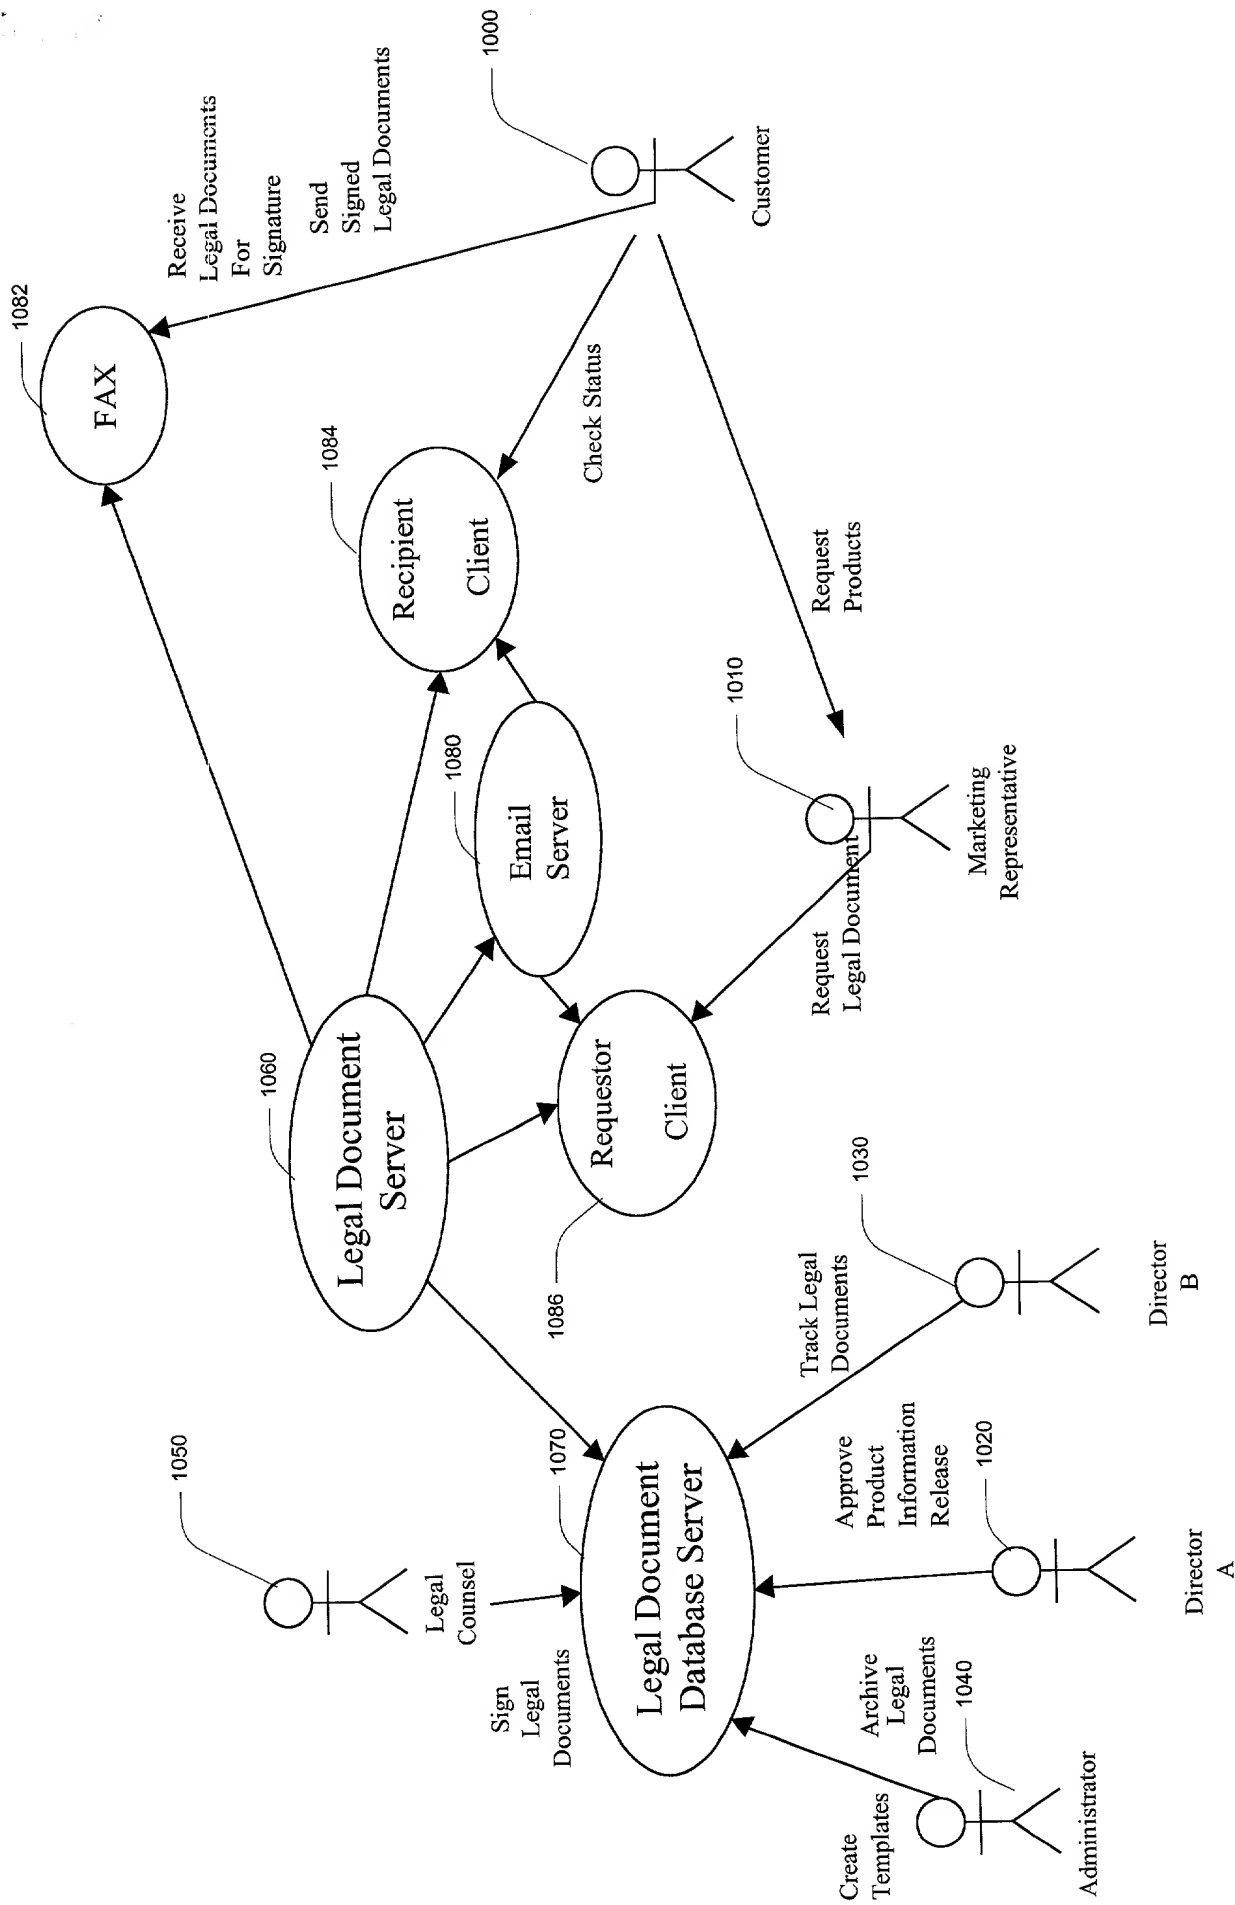 1050
Legal
Counsel
Sign
Legal
Documents
1060
Legal Document
Server
1082
FAX
Receive
Legal Documents
For
Signature
Send
Signed
Legal Documents
1084
Recipient
Client
1080
Email
Server
Check Status
1000
Customer
1070
Legal Document
Database Server
1086
Requestor
Client
Request
Products
1010
Request
Legal Document
Marketing
Representative
Create
Templates
Archive
Legal
Documents
1040
Administrator
Approve
Product
Information
Release
1020
Director
A
Track Legal
Documents
1030
Director
B